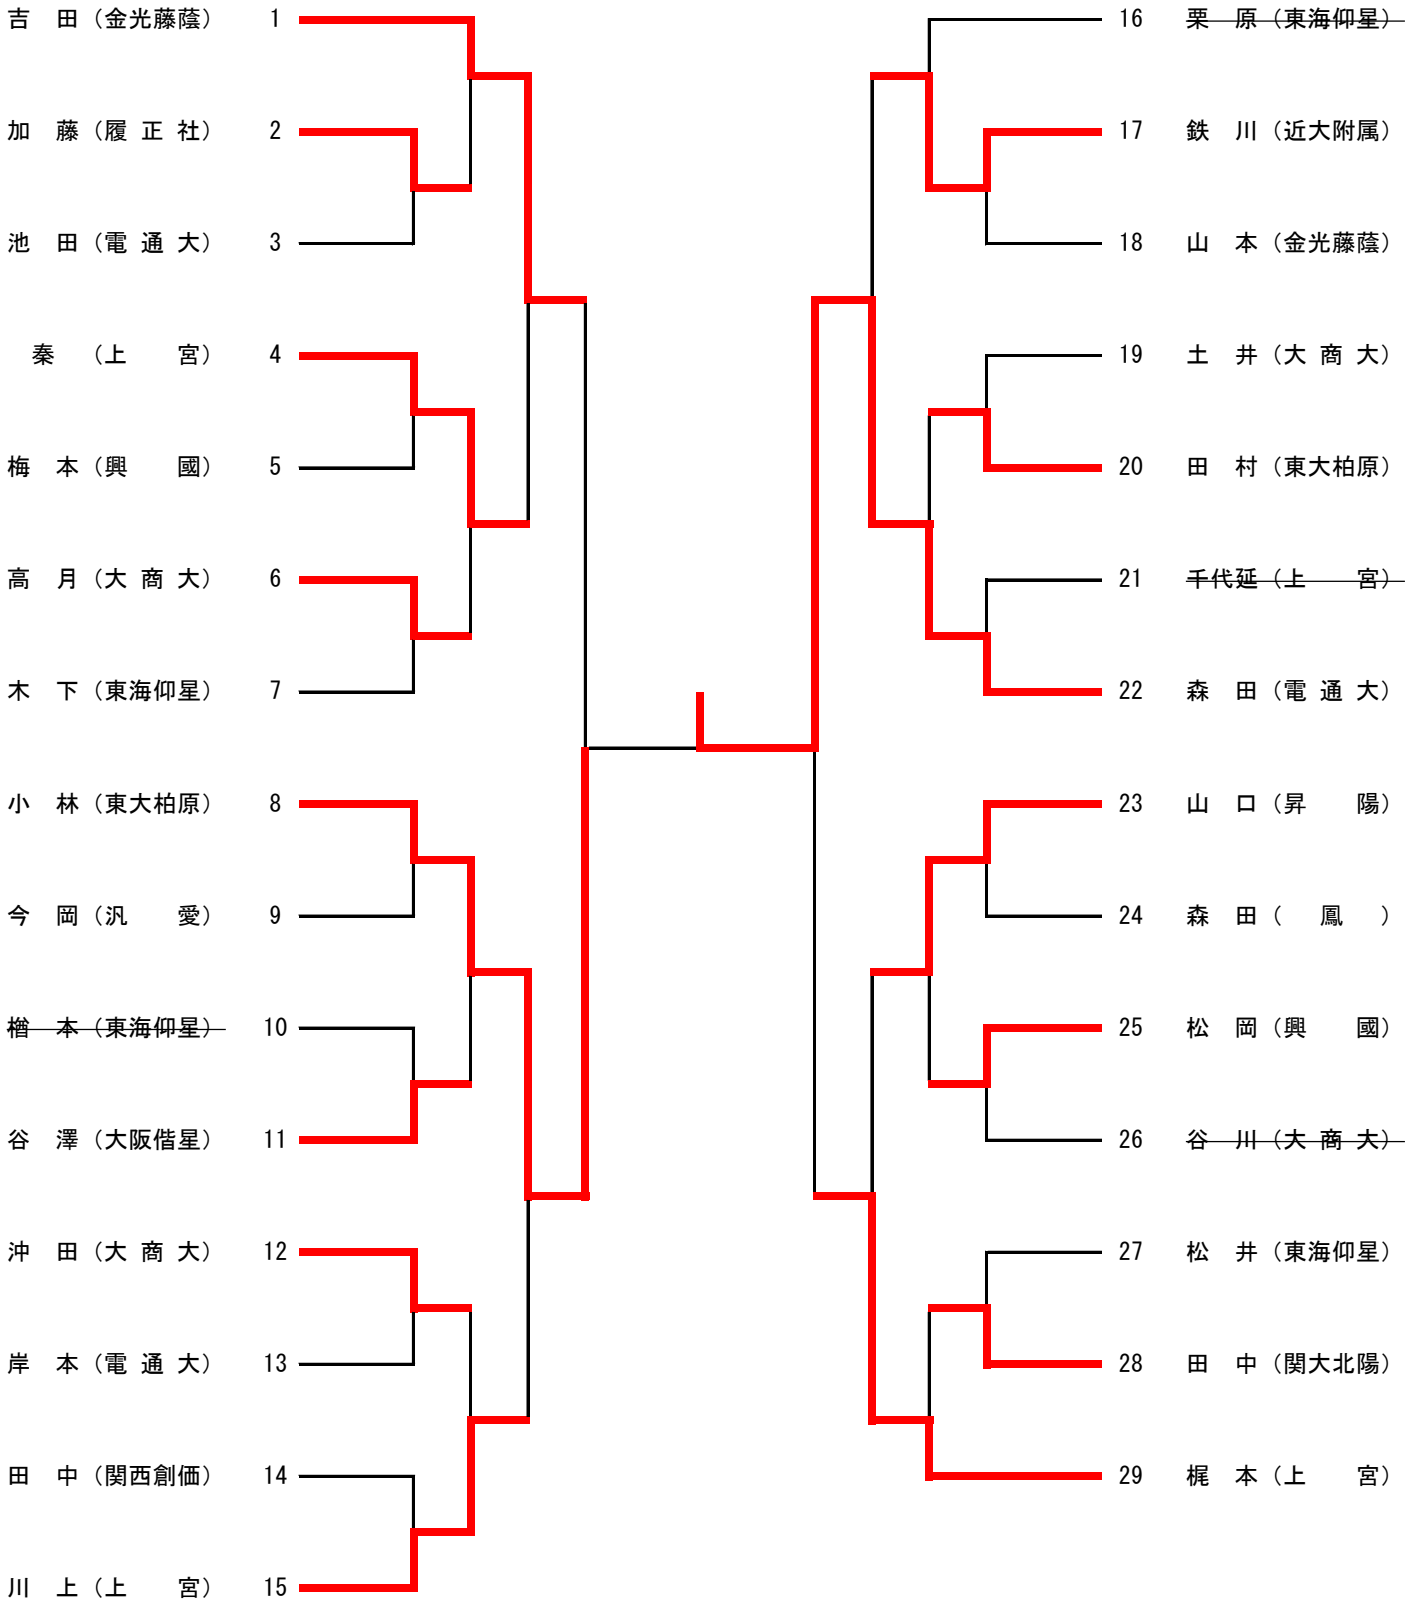 吉　田（金光藤蔭）　1
加　藤（履 正 社）　2
池　田（電 通 大）　3
秦　（上　　宮）　4
梅　本（興　　國）　5
高　月（大 商 大）　6
木　下（東海仰星）　7
小　林（東大柏原）　8
今　岡（汎　　愛）　9
楢　本（東海仰星）　10
谷　澤（大阪偕星）　11
沖　田（大 商 大）　12
岸　本（電 通 大）　13
田　中（関西創価）　14
川　上（上　　宮）　15
16　栗　原（東海仰星）
17　鉄　川（近大附属）
18　山　本（金光藤蔭）
19　土　井（大 商 大）
20　田　村（東大柏原）
21　千代延（上　　宮）
22　森　田（電 通 大）
23　山　口（昇　　陽）
24　森　田（　鳳　）
25　松　岡（興　　國）
26　谷　川（大 商 大）
27　松　井（東海仰星）
28　田　中（関大北陽）
29　梶　本（上　　宮）